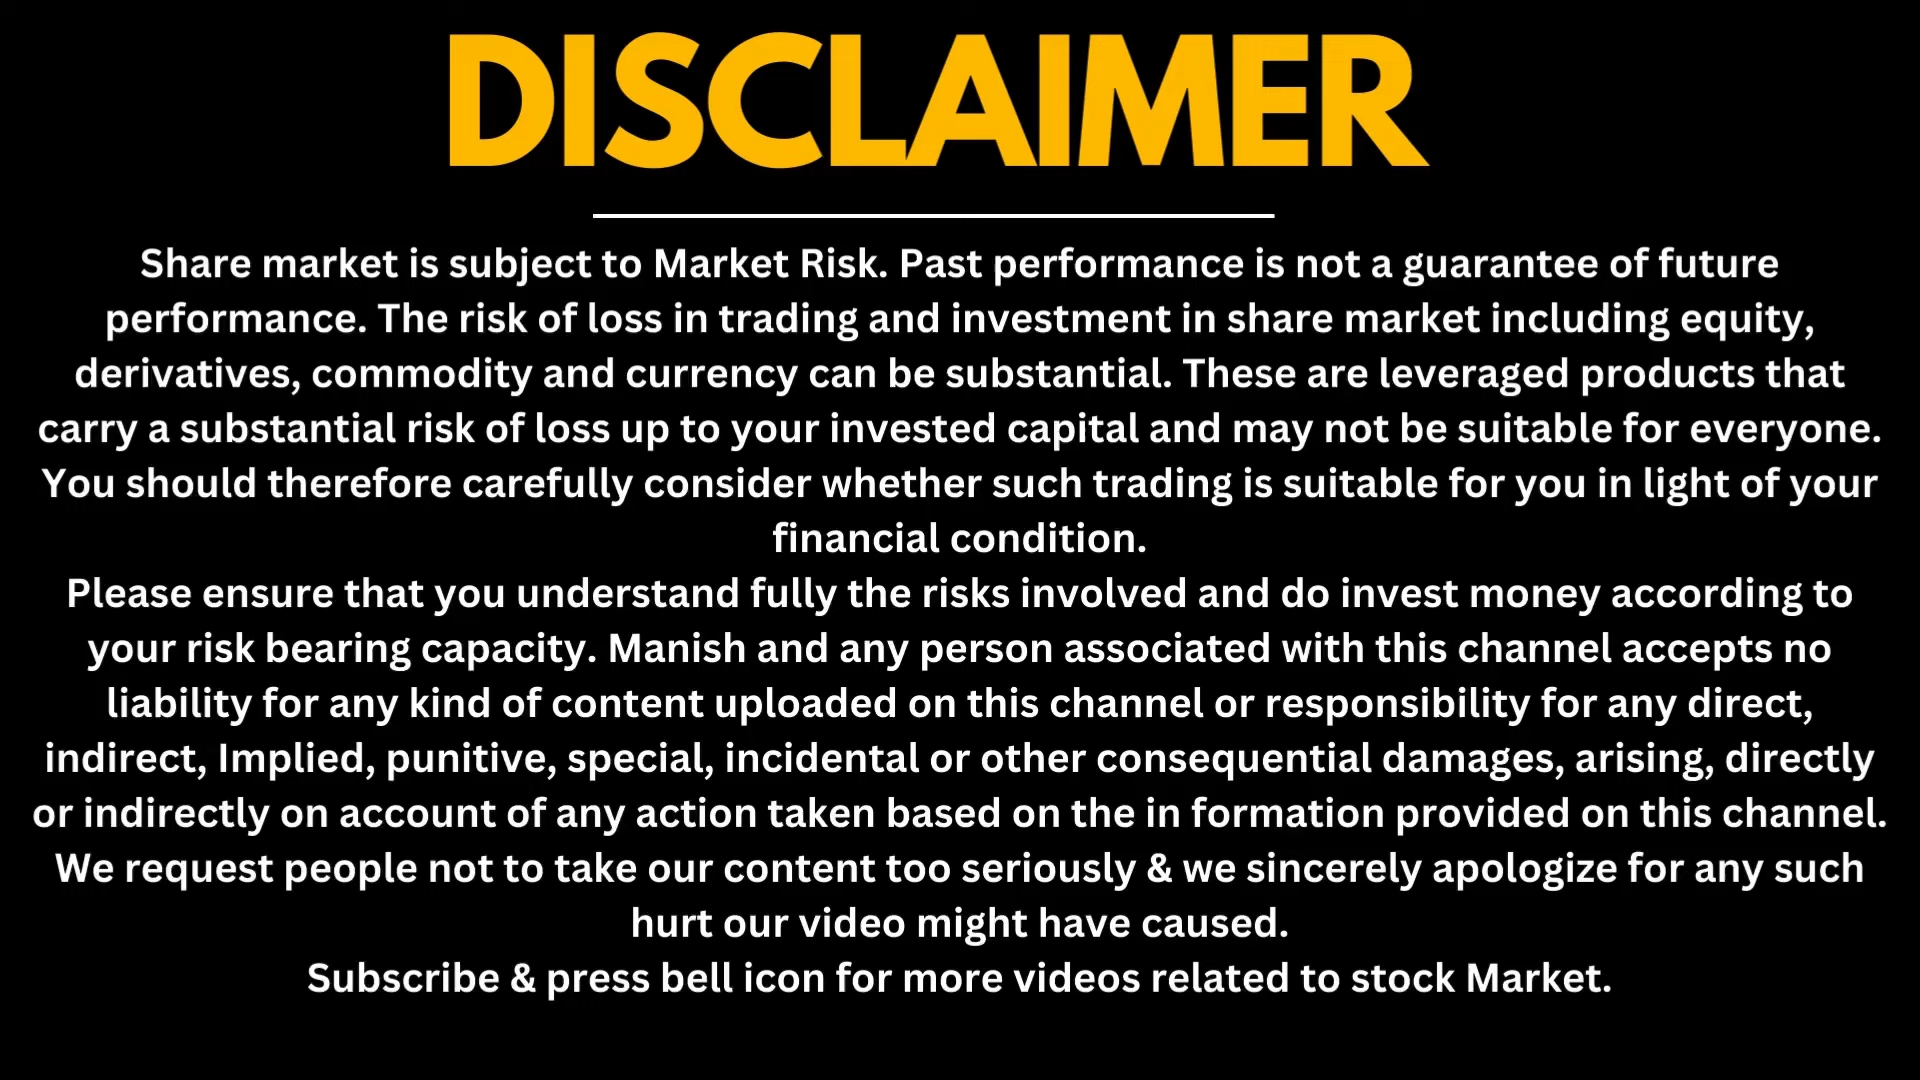 DISCLAIMER
Share market is subject to Market Risk. Past performance is not a guarantee of future
performance. The risk of loss in trading and investment in share market including equity,
derivatives, commodity and currency can be substantial. These are leveraged products that
carry a substantial risk of loss up to your invested capital and may not be suitable for everyone.
You should therefore carefully consider whether such trading is suitable for you in light of your
financial condition.
Please ensure that you understand fully the risks involved and do invest money according to
your risk bearing capacity. Manish and any person associated with this channel accepts no
liability for any kind of content uploaded on this channel or responsibility for any direct,
indirect, Implied, punitive, special, incidental or other consequential damages, arising, directly
or indirectly on account of any action taken based on the in formation provided on this channel.
We request people not to take our content too seriously & we sincerely apologize for any such
hurt our video might have caused.
Subscribe & press bell icon for more videos related to stock Market.